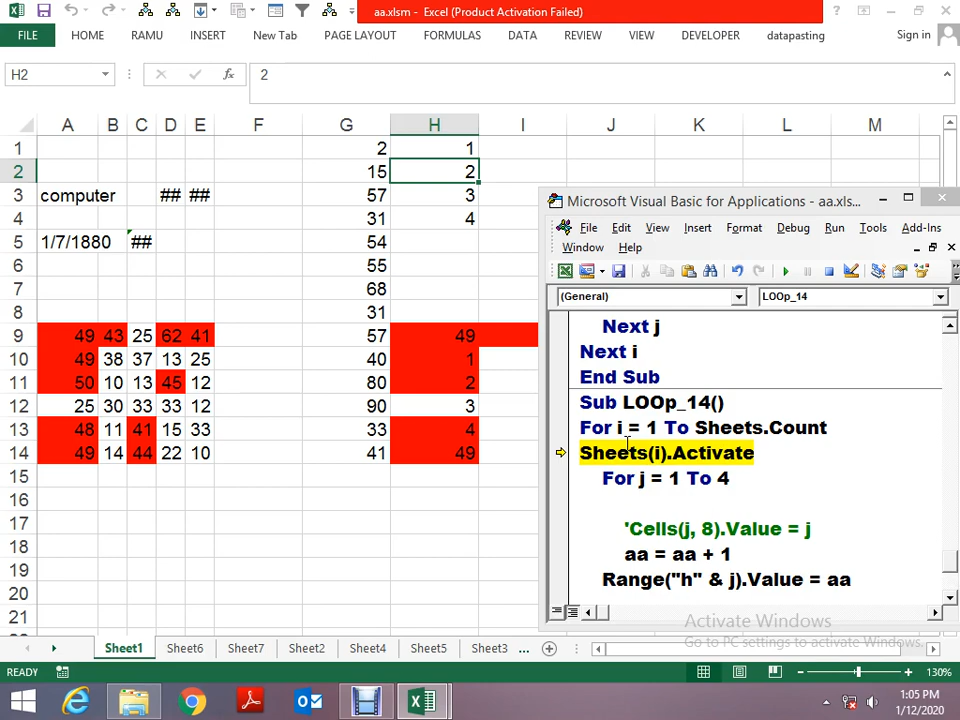 aa.xlsm - Excel (Product Activation Failed)
FILE HOME RAMU INSERT New Tab PAGE LAYOUT FORMULAS DATA REVIEW VIEW DEVELOPER datapasting Sign in
H2 fx 2
A B C D E F G H I J K L M
1 2 1
2 15 2
3 computer ## ## 57 3
4 31 4
5 1/7/1880 ## 54
6 55
7 68
8 31
9 49 43 25 62 41 57 49
10 49 38 37 13 25 40 1
11 50 10 13 45 12 80 2
12 25 30 33 33 12 90 3
13 48 11 41 15 33 33 4
14 49 14 44 22 10 41 49
15
16
17
18
19
20
21
Microsoft Visual Basic for Applications - aa.xls...
File Edit View Insert Format Debug Run Tools Add-Ins
Window Help
(General) LOOp_14
Next j
Next i
End Sub
Sub LOOp_14()
For i = 1 To Sheets.Count
Sheets(i).Activate
For j = 1 To 4
'Cells(j, 8).Value = j
aa = aa + 1
Range("h" & j).Value = aa
Activate Windows
Go to PC settings to activate Windows.
Sheet1 Sheet6 Sheet7 Sheet2 Sheet4 Sheet5 Sheet3 ...
READY 130%
1:05 PM
1/12/2020